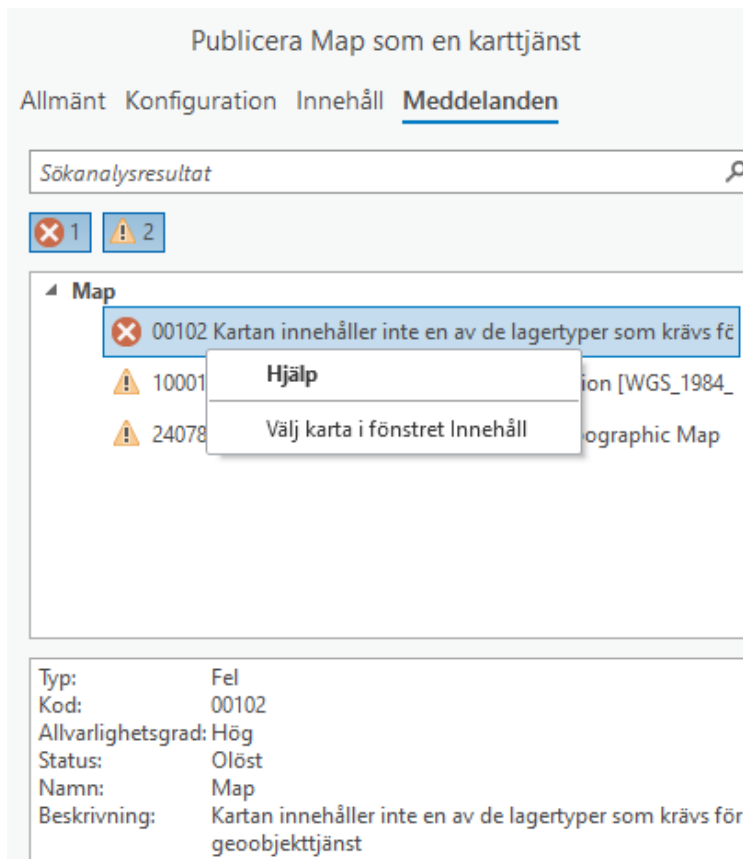 Publicera Map som en karttjänst
Allmänt Konfiguration Innehåll Meddelanden
Sökanalysresultat
1 2
Map
00102 Kartan innehåller inte en av de lagertyper som krävs fö
Hjälp
10001 ion [WGS_1984_
Välj karta i fönstret Innehåll
24078 ographic Map
Typ: Fel
Kod: 00102
Allvarlighetsgrad: Hög
Status: Olöst
Namn: Map
Beskrivning: Kartan innehåller inte en av de lagertyper som krävs för
geoobjekttjänst